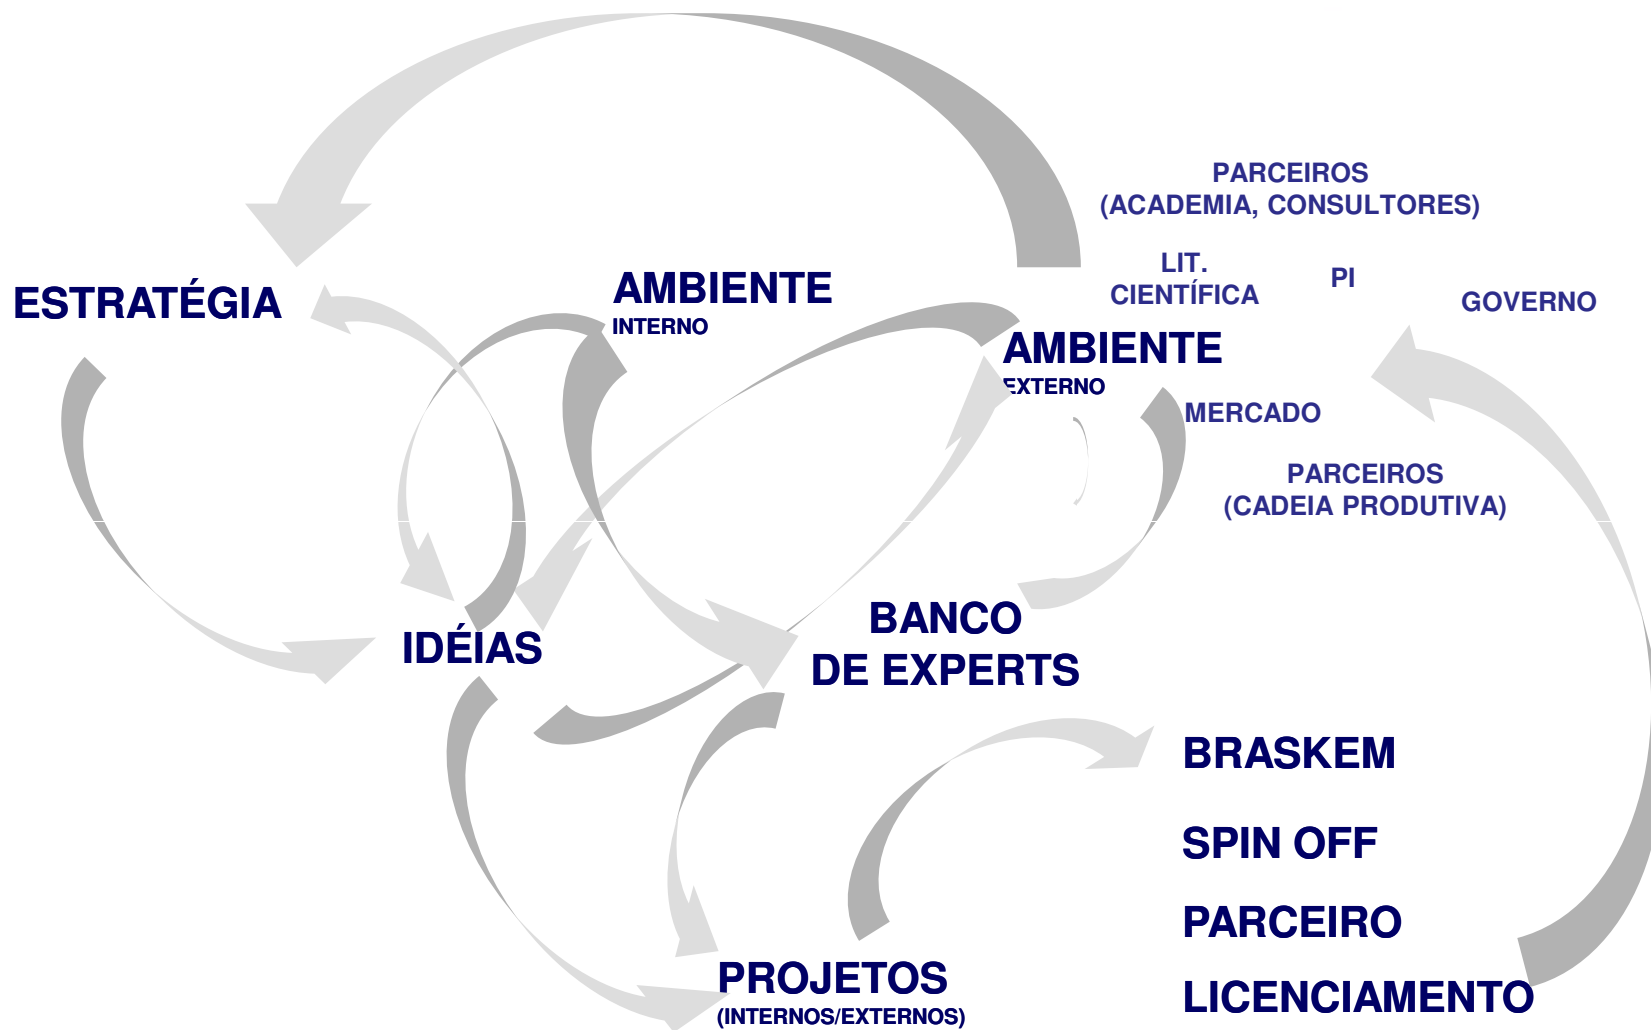 PARCEIROS
(ACADEMIA, CONSULTORES)
LIT.
CIENTÍFICA
PI
GOVERNO
ESTRATÉGIA
AMBIENTE
INTERNO
AMBIENTE
EXTERNO
MERCADO
PARCEIROS
(CADEIA PRODUTIVA)
IDÉIAS
BANCO
DE EXPERTS
BRASKEM
SPIN OFF
PARCEIRO
LICENCIAMENTO
PROJETOS
(INTERNOS/EXTERNOS)